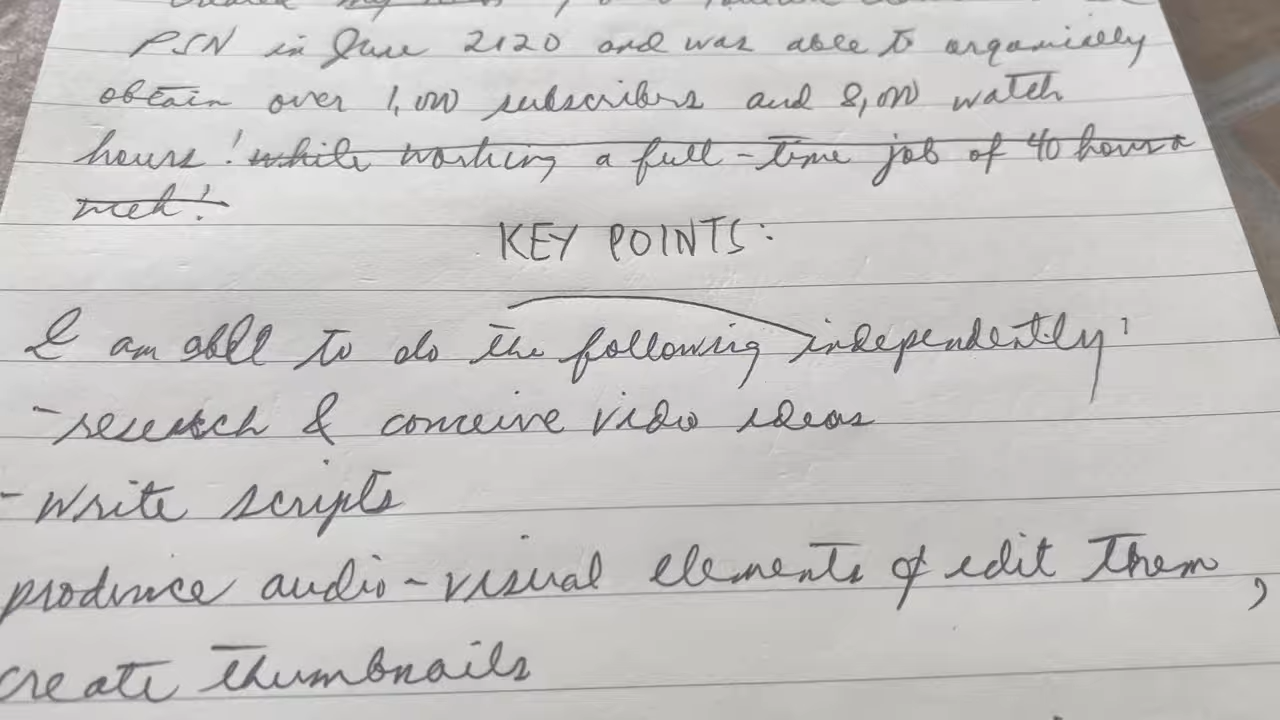 PSN in June 2120 and was able to organically
obtain over 1,000 subscribers and 8,000 watch
hours! while working a full-time job of 40 hours a
week!
KEY POINTS:
I am able to do the following independently:
- research & conceive video ideas
- write scripts
produce audio-visual elements & edit them,
create thumbnails